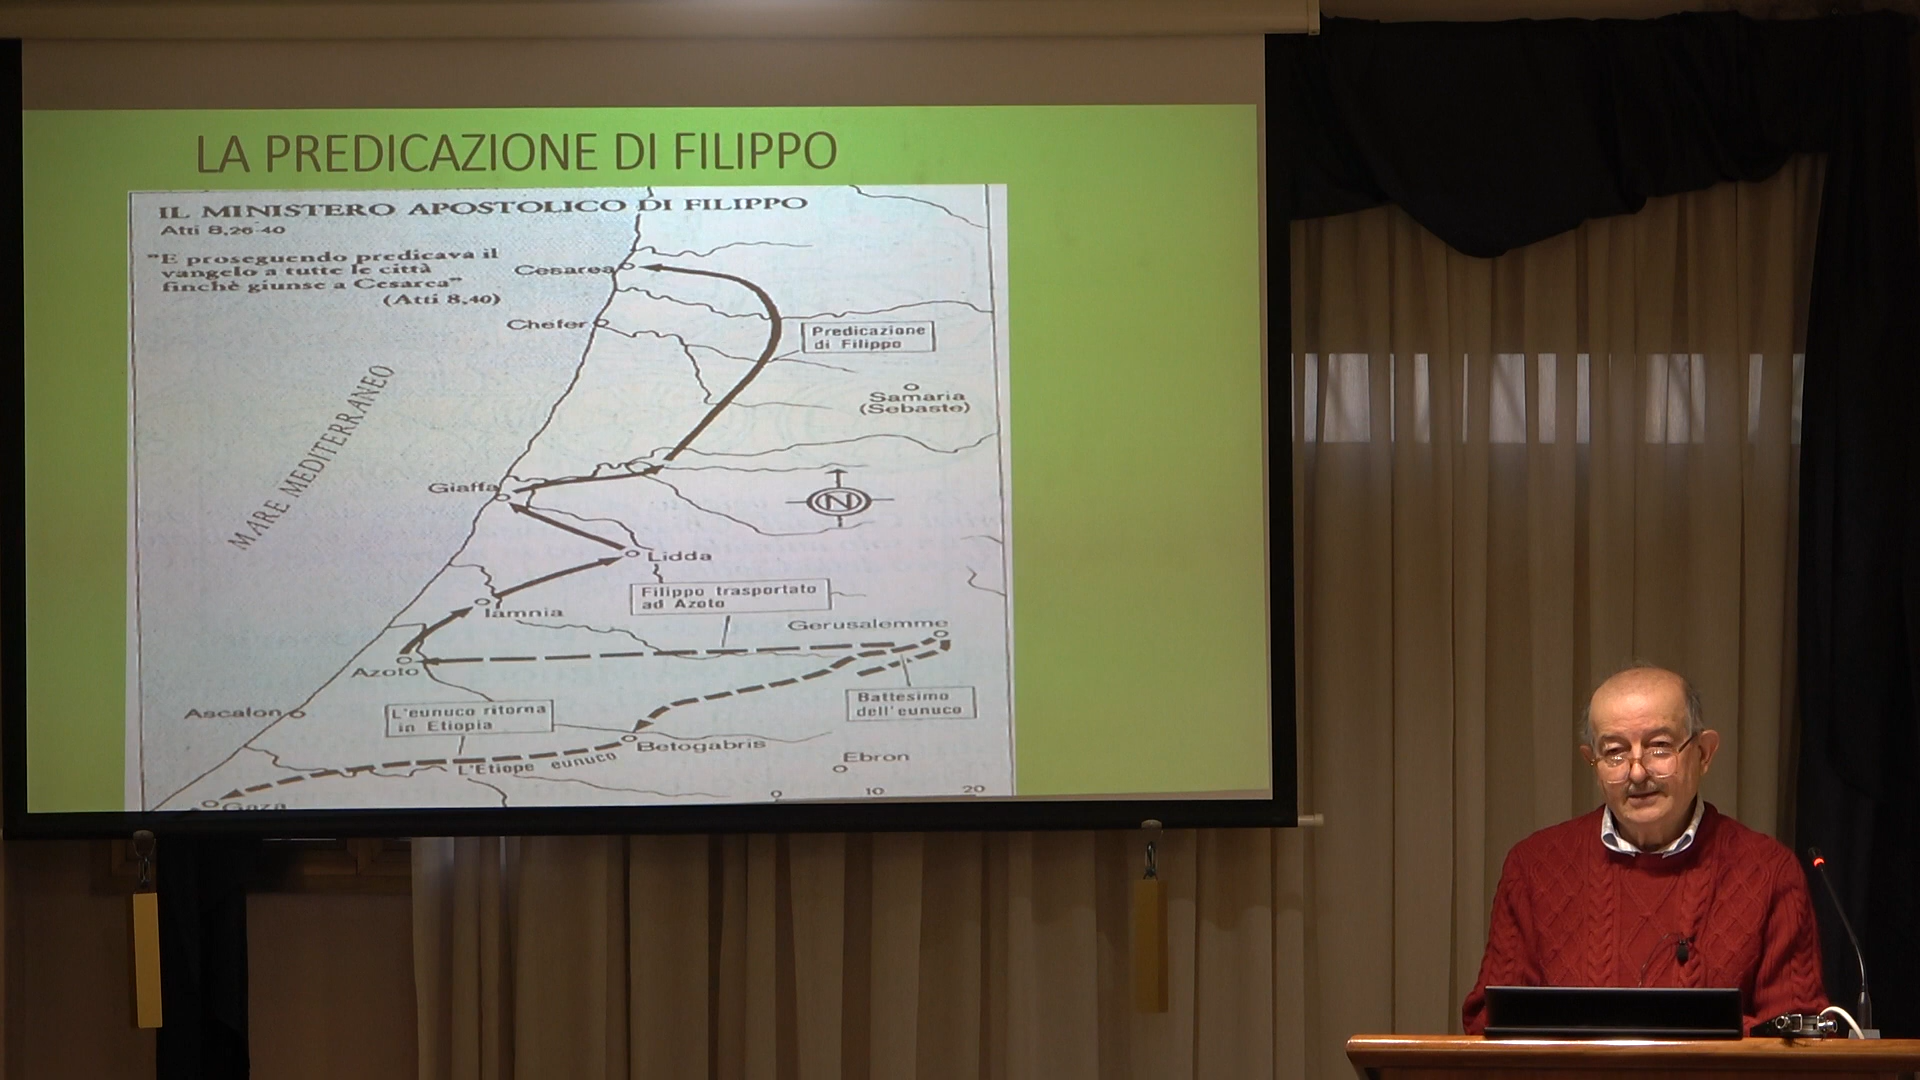 LA PREDICAZIONE DI FILIPPO
IL MINISTERO APOSTOLICO DI FILIPPO
Atti 8,26-40
"E proseguendo predicava il
vangelo a tutte le città
finchè giunse a Cesarea"
(Atti 8,40)
Cesarea
Chefer
Predicazione
di Filippo
Samaria
(Sebaste)
MARE MEDITERRANEO
Giaffa
N
Lidda
Filippo trasportato
ad Azoto
Iamnia
Gerusalemme
Azoto
Battesimo
dell'eunuco
Ascalon
L'eunuco ritorna
in Etiopia
Betogabris
Ebron
L'Etiope eunuco
Gaza
0 10 20